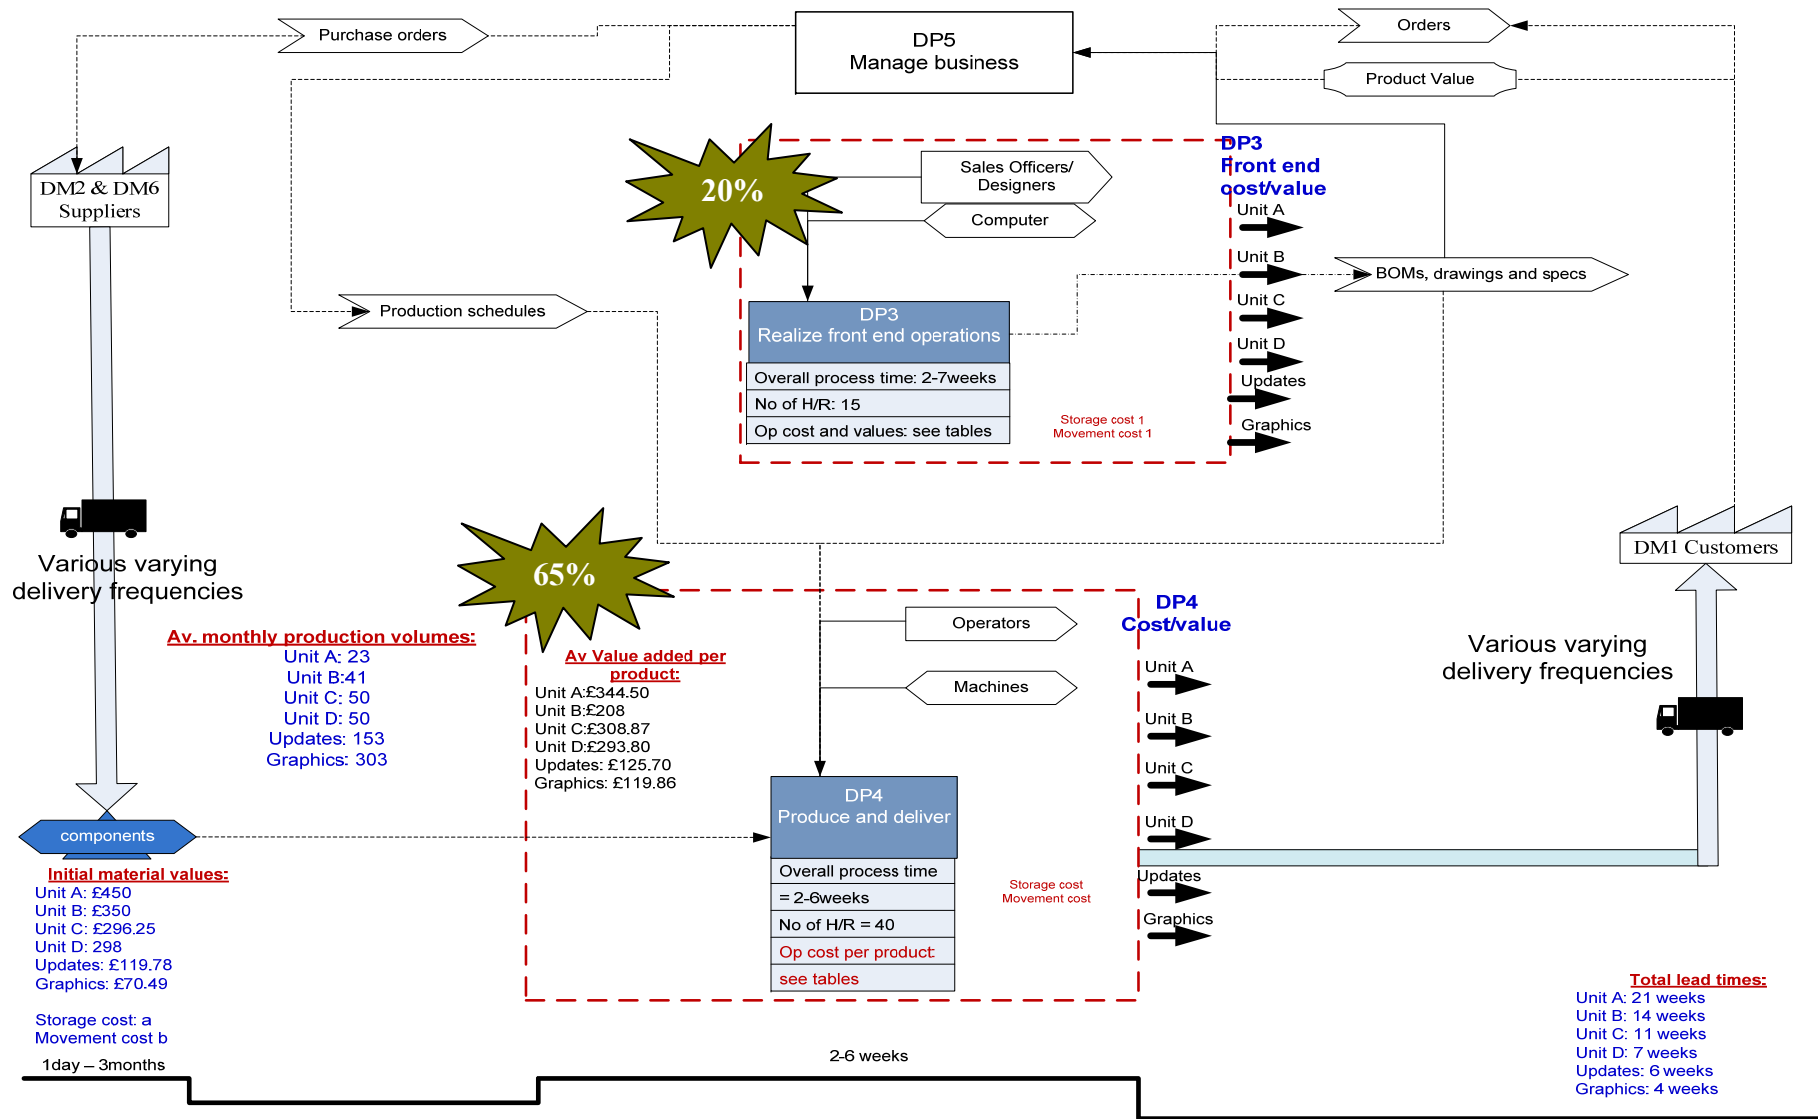 Purchase orders
DP5
Manage business
Orders
Product Value
DM2 & DM6
Suppliers
20%
Sales Officers/
Designers
Computer
DP3
Front end
cost/value
Unit A
Unit B
Unit C
Unit D
Updates
Graphics
BOMs, drawings and specs
Production schedules
DP3
Realize front end operations
Overall process time: 2-7weeks
No of H/R: 15
Op cost and values: see tables
Storage cost 1
Movement cost 1
Various varying
delivery frequencies
65%
DM1 Customers
Av. monthly production volumes:
Unit A: 23
Unit B:41
Unit C: 50
Unit D: 50
Updates: 153
Graphics: 303
Av Value added per
product:
Unit A:£344.50
Unit B:£208
Unit C:£308.87
Unit D:£293.80
Updates: £125.70
Graphics: £119.86
Operators
Machines
DP4
Cost/value
Unit A
Unit B
Unit C
Unit D
Updates
Graphics
Various varying
delivery frequencies
components
DP4
Produce and deliver
Overall process time
= 2-6weeks
No of H/R = 40
Op cost per product:
see tables
Storage cost
Movement cost
Initial material values:
Unit A: £450
Unit B: £350
Unit C: £296.25
Unit D: 298
Updates: £119.78
Graphics: £70.49
Storage cost: a
Movement cost b
1day – 3months
2-6 weeks
Total lead times:
Unit A: 21 weeks
Unit B: 14 weeks
Unit C: 11 weeks
Unit D: 7 weeks
Updates: 6 weeks
Graphics: 4 weeks